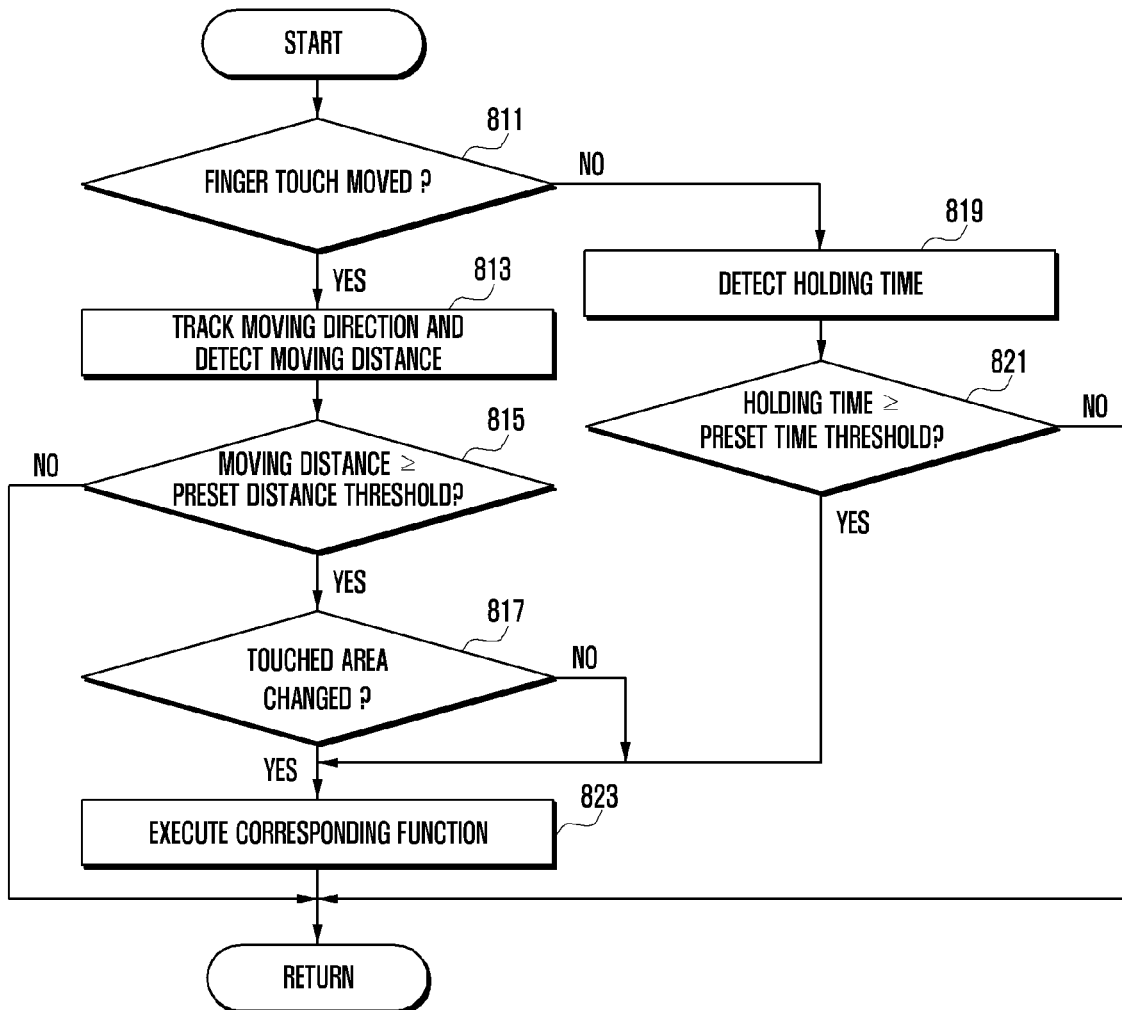 START
811
FINGER TOUCH MOVED ?
NO
YES
819
DETECT HOLDING TIME
813
TRACK MOVING DIRECTION AND
DETECT MOVING DISTANCE
821
HOLDING TIME ≥
PRESET TIME THRESHOLD?
NO
YES
815
NO
MOVING DISTANCE ≥
PRESET DISTANCE THRESHOLD?
YES
817
TOUCHED AREA
CHANGED ?
NO
YES
823
EXECUTE CORRESPONDING FUNCTION
RETURN